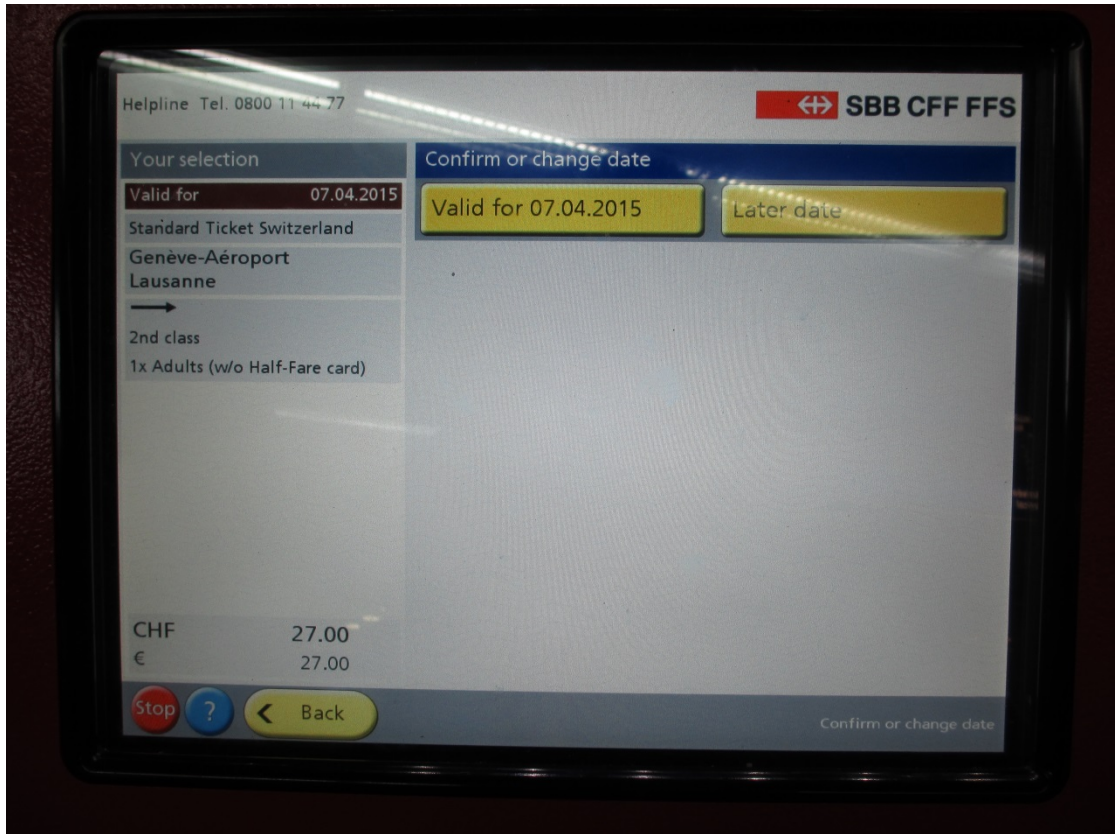 Helpline Tel. 0800 11 44 77
SBB CFF FFS
Your selection
Valid for 07.04.2015
Standard Ticket Switzerland
Genève-Aéroport
Lausanne
2nd class
1x Adults (w/o Half-Fare card)
CHF 27.00
€ 27.00
Confirm or change date
Valid for 07.04.2015
Later date
Stop ? Back
Confirm or change date